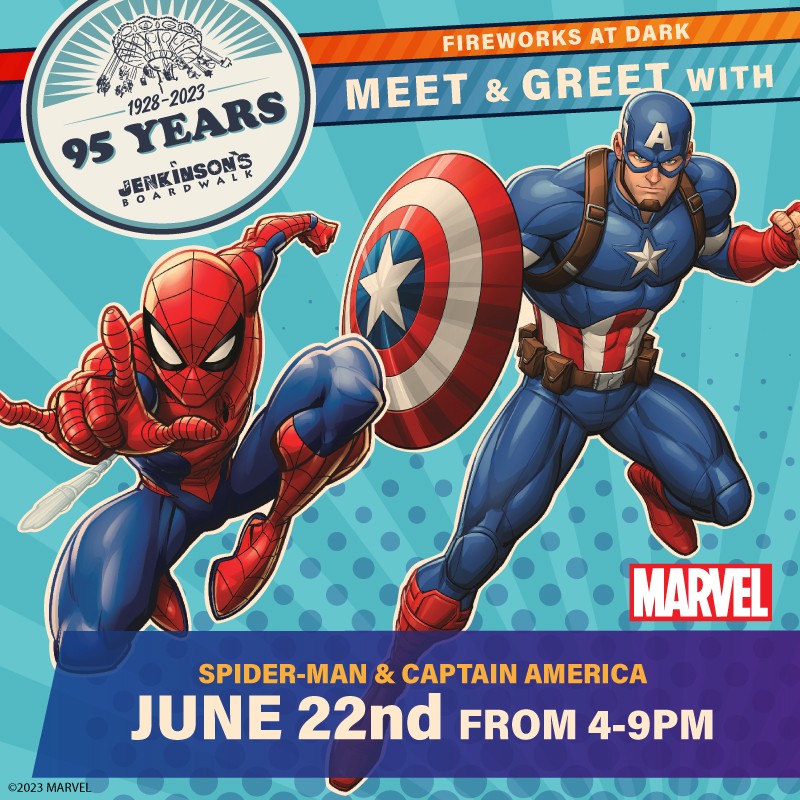 FIREWORKS AT DARK
MEET & GREET WITH
1928-2023
95 YEARS
JENKINSON'S
BOARDWALK
A
MARVEL
SPIDER-MAN & CAPTAIN AMERICA
JUNE 22nd FROM 4-9PM
©2023 MARVEL